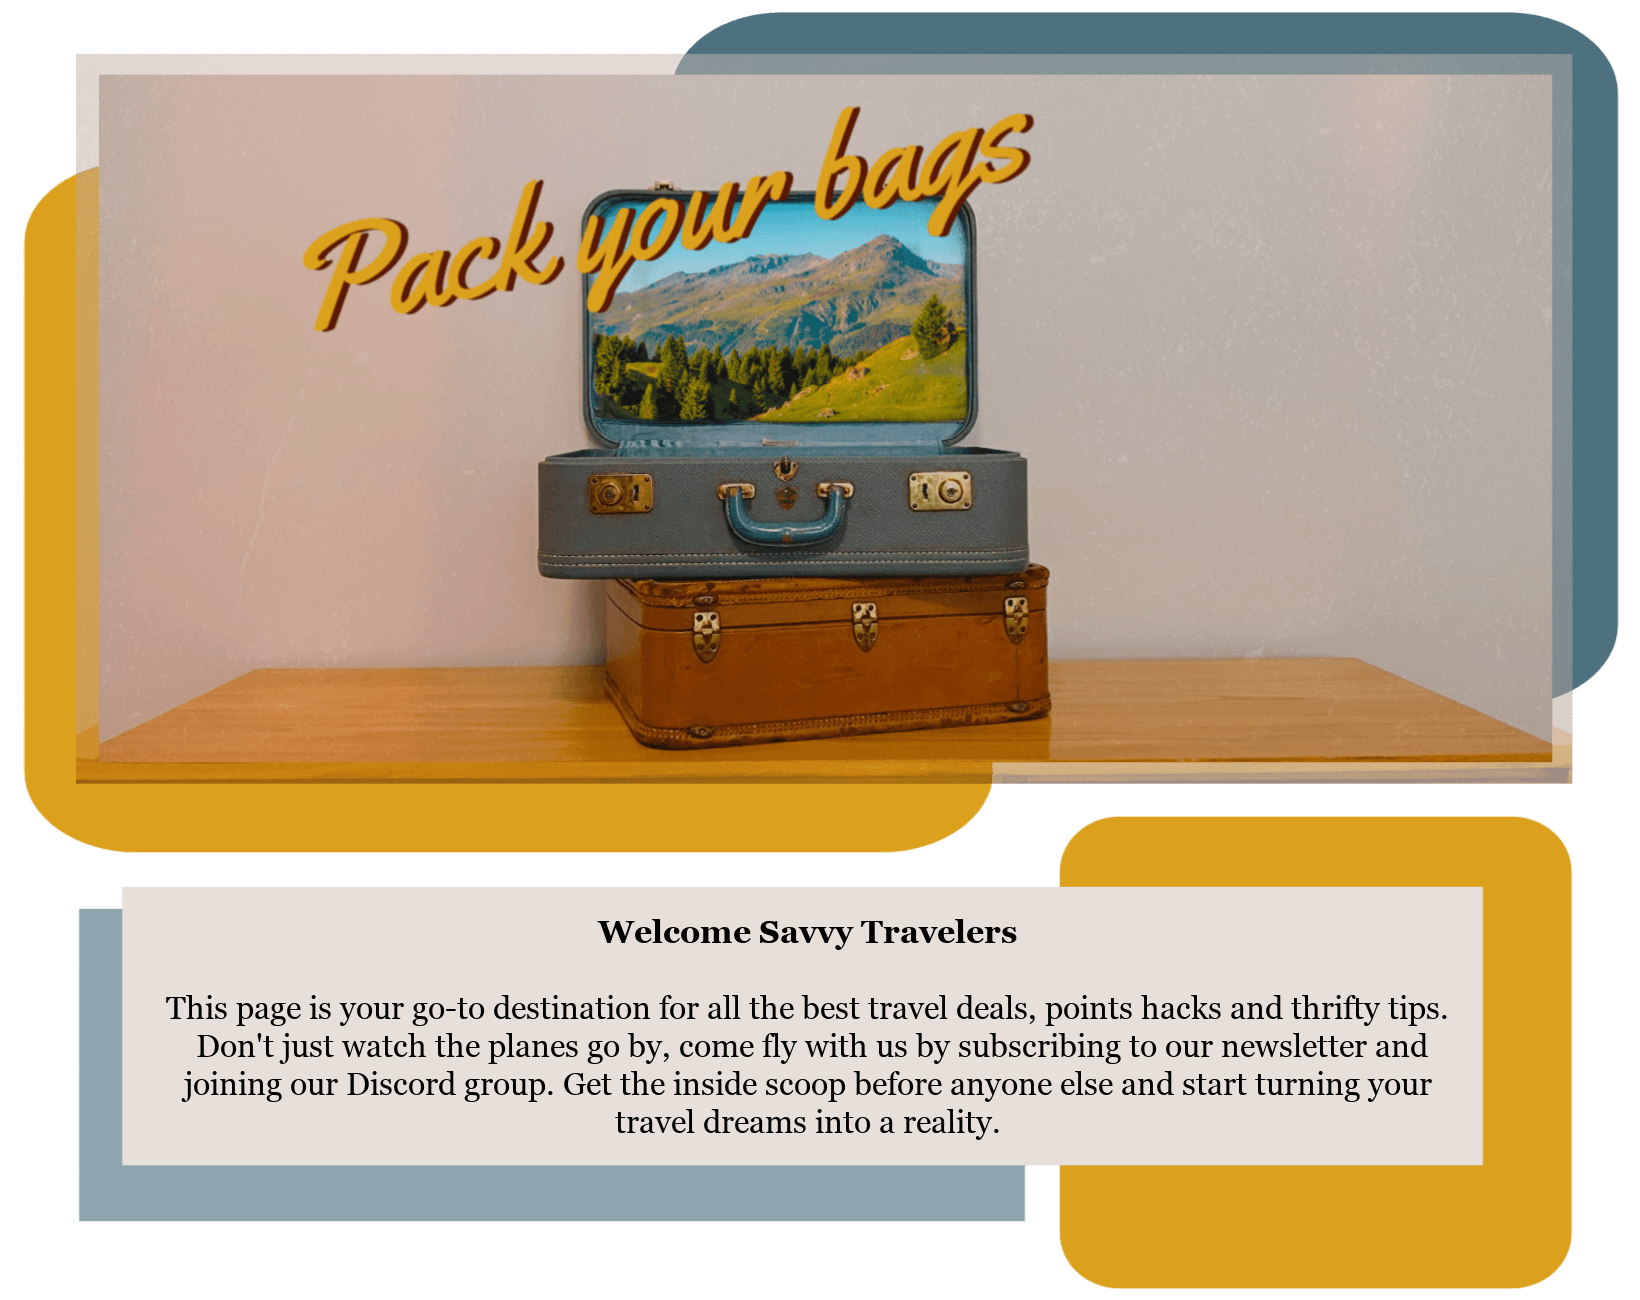 Pack your bags
Welcome Savvy Travelers
This page is your go-to destination for all the best travel deals, points hacks and thrifty tips.
Don't just watch the planes go by, come fly with us by subscribing to our newsletter and
joining our Discord group. Get the inside scoop before anyone else and start turning your
travel dreams into a reality.